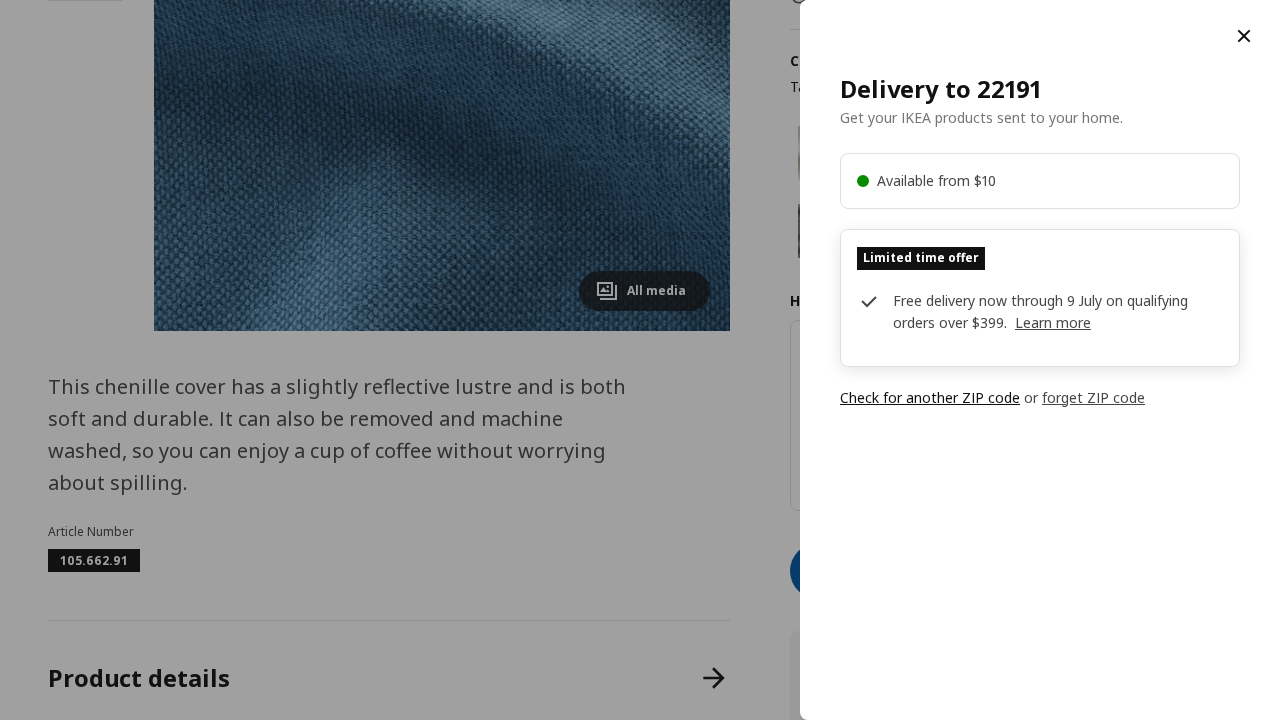 All media
This chenille cover has a slightly reflective lustre and is both
soft and durable. It can also be removed and machine
washed, so you can enjoy a cup of coffee without worrying
about spilling.
Article Number
105.662.91
Product details
Delivery to 22191
Get your IKEA products sent to your home.
Available from $10
Limited time offer
Free delivery now through 9 July on qualifying
orders over $399. Learn more
Check for another ZIP code or forget ZIP code